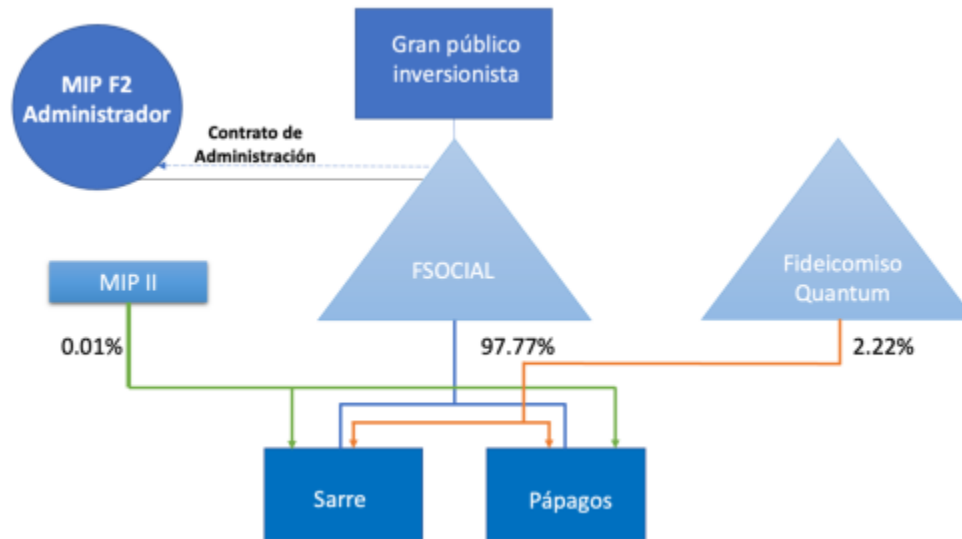 Gran público
inversionista
MIP F2
Administrador
Contrato de
Administración
FSOCIAL
Fideicomiso
Quantum
MIP II
0.01%
97.77%
2.22%
Sarre
Pápagos